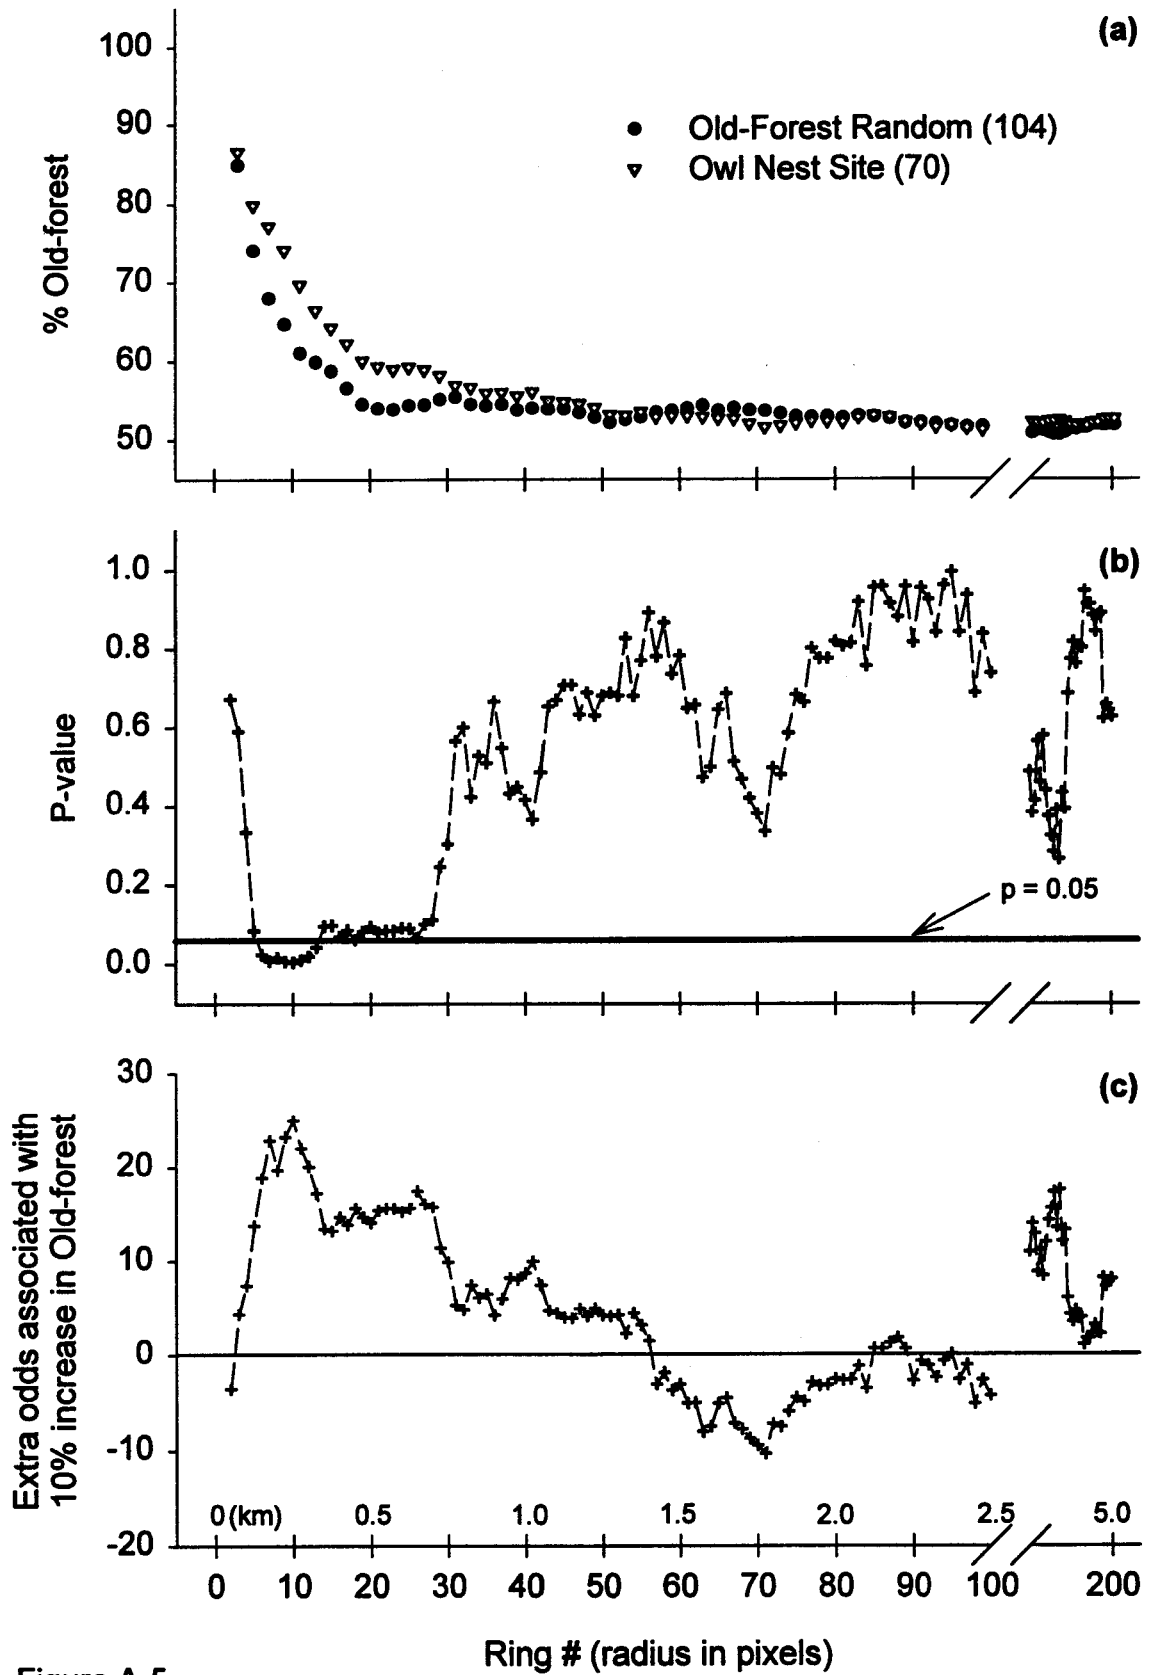 (a)
100
90
80
70
60
50
% Old-forest
Old-Forest Random (104)
Owl Nest Site (70)
(b)
1.0
0.8
0.6
0.4
0.2
0.0
P-value
p = 0.05
(c)
30
20
10
0
-10
-20
Extra odds associated with
10% increase in Old-forest
0 (km) 0.5 1.0 1.5 2.0 2.5 5.0
0 10 20 30 40 50 60 70 80 90 100 200
Ring # (radius in pixels)
Figure A-5